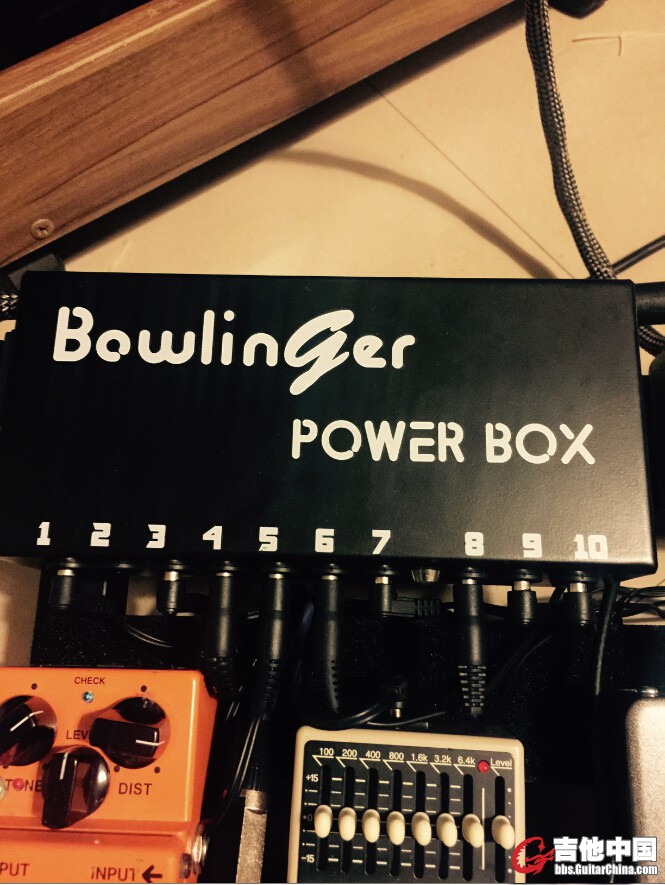 BowlinGer
POWER BOX
1 2 3 4 5 6 7 8 9 10
CHECK
LEV
TONE
DIST
PUT
INPUT
100 200 400 800 1.6k 3.2k 6.4k Level
+15
+0
-15
吉他中国
bbs.GuitarChina.com